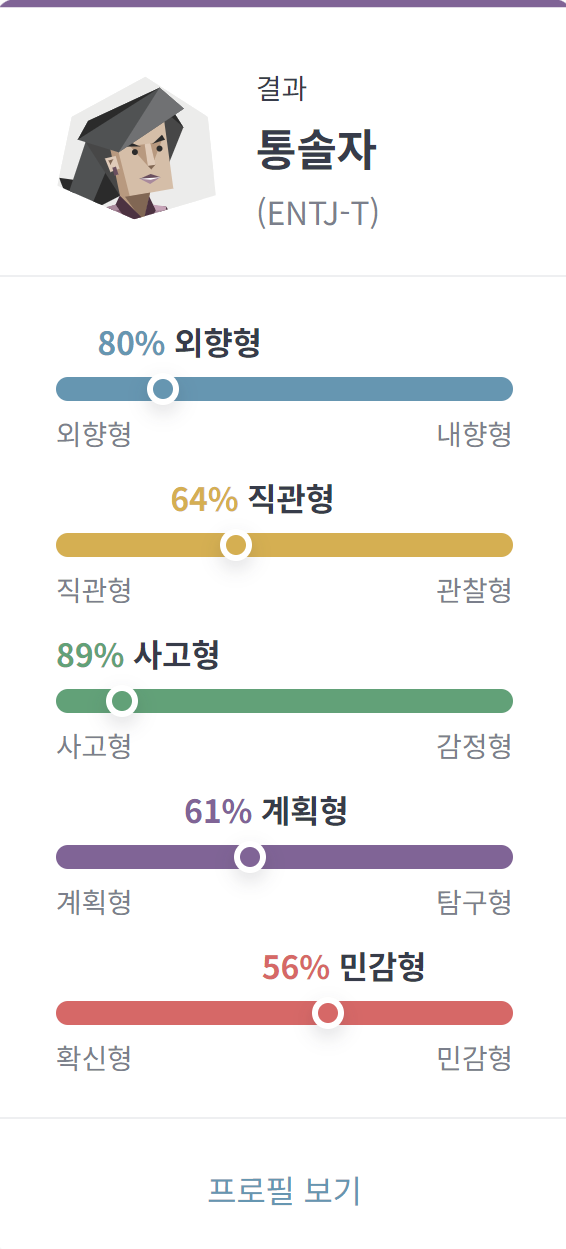 결과
통솔자
(ENTJ-T)
80% 외향형
외향형 내향형
64% 직관형
직관형 관찰형
89% 사고형
사고형 감정형
61% 계획형
계획형 탐구형
56% 민감형
확신형 민감형
프로필 보기